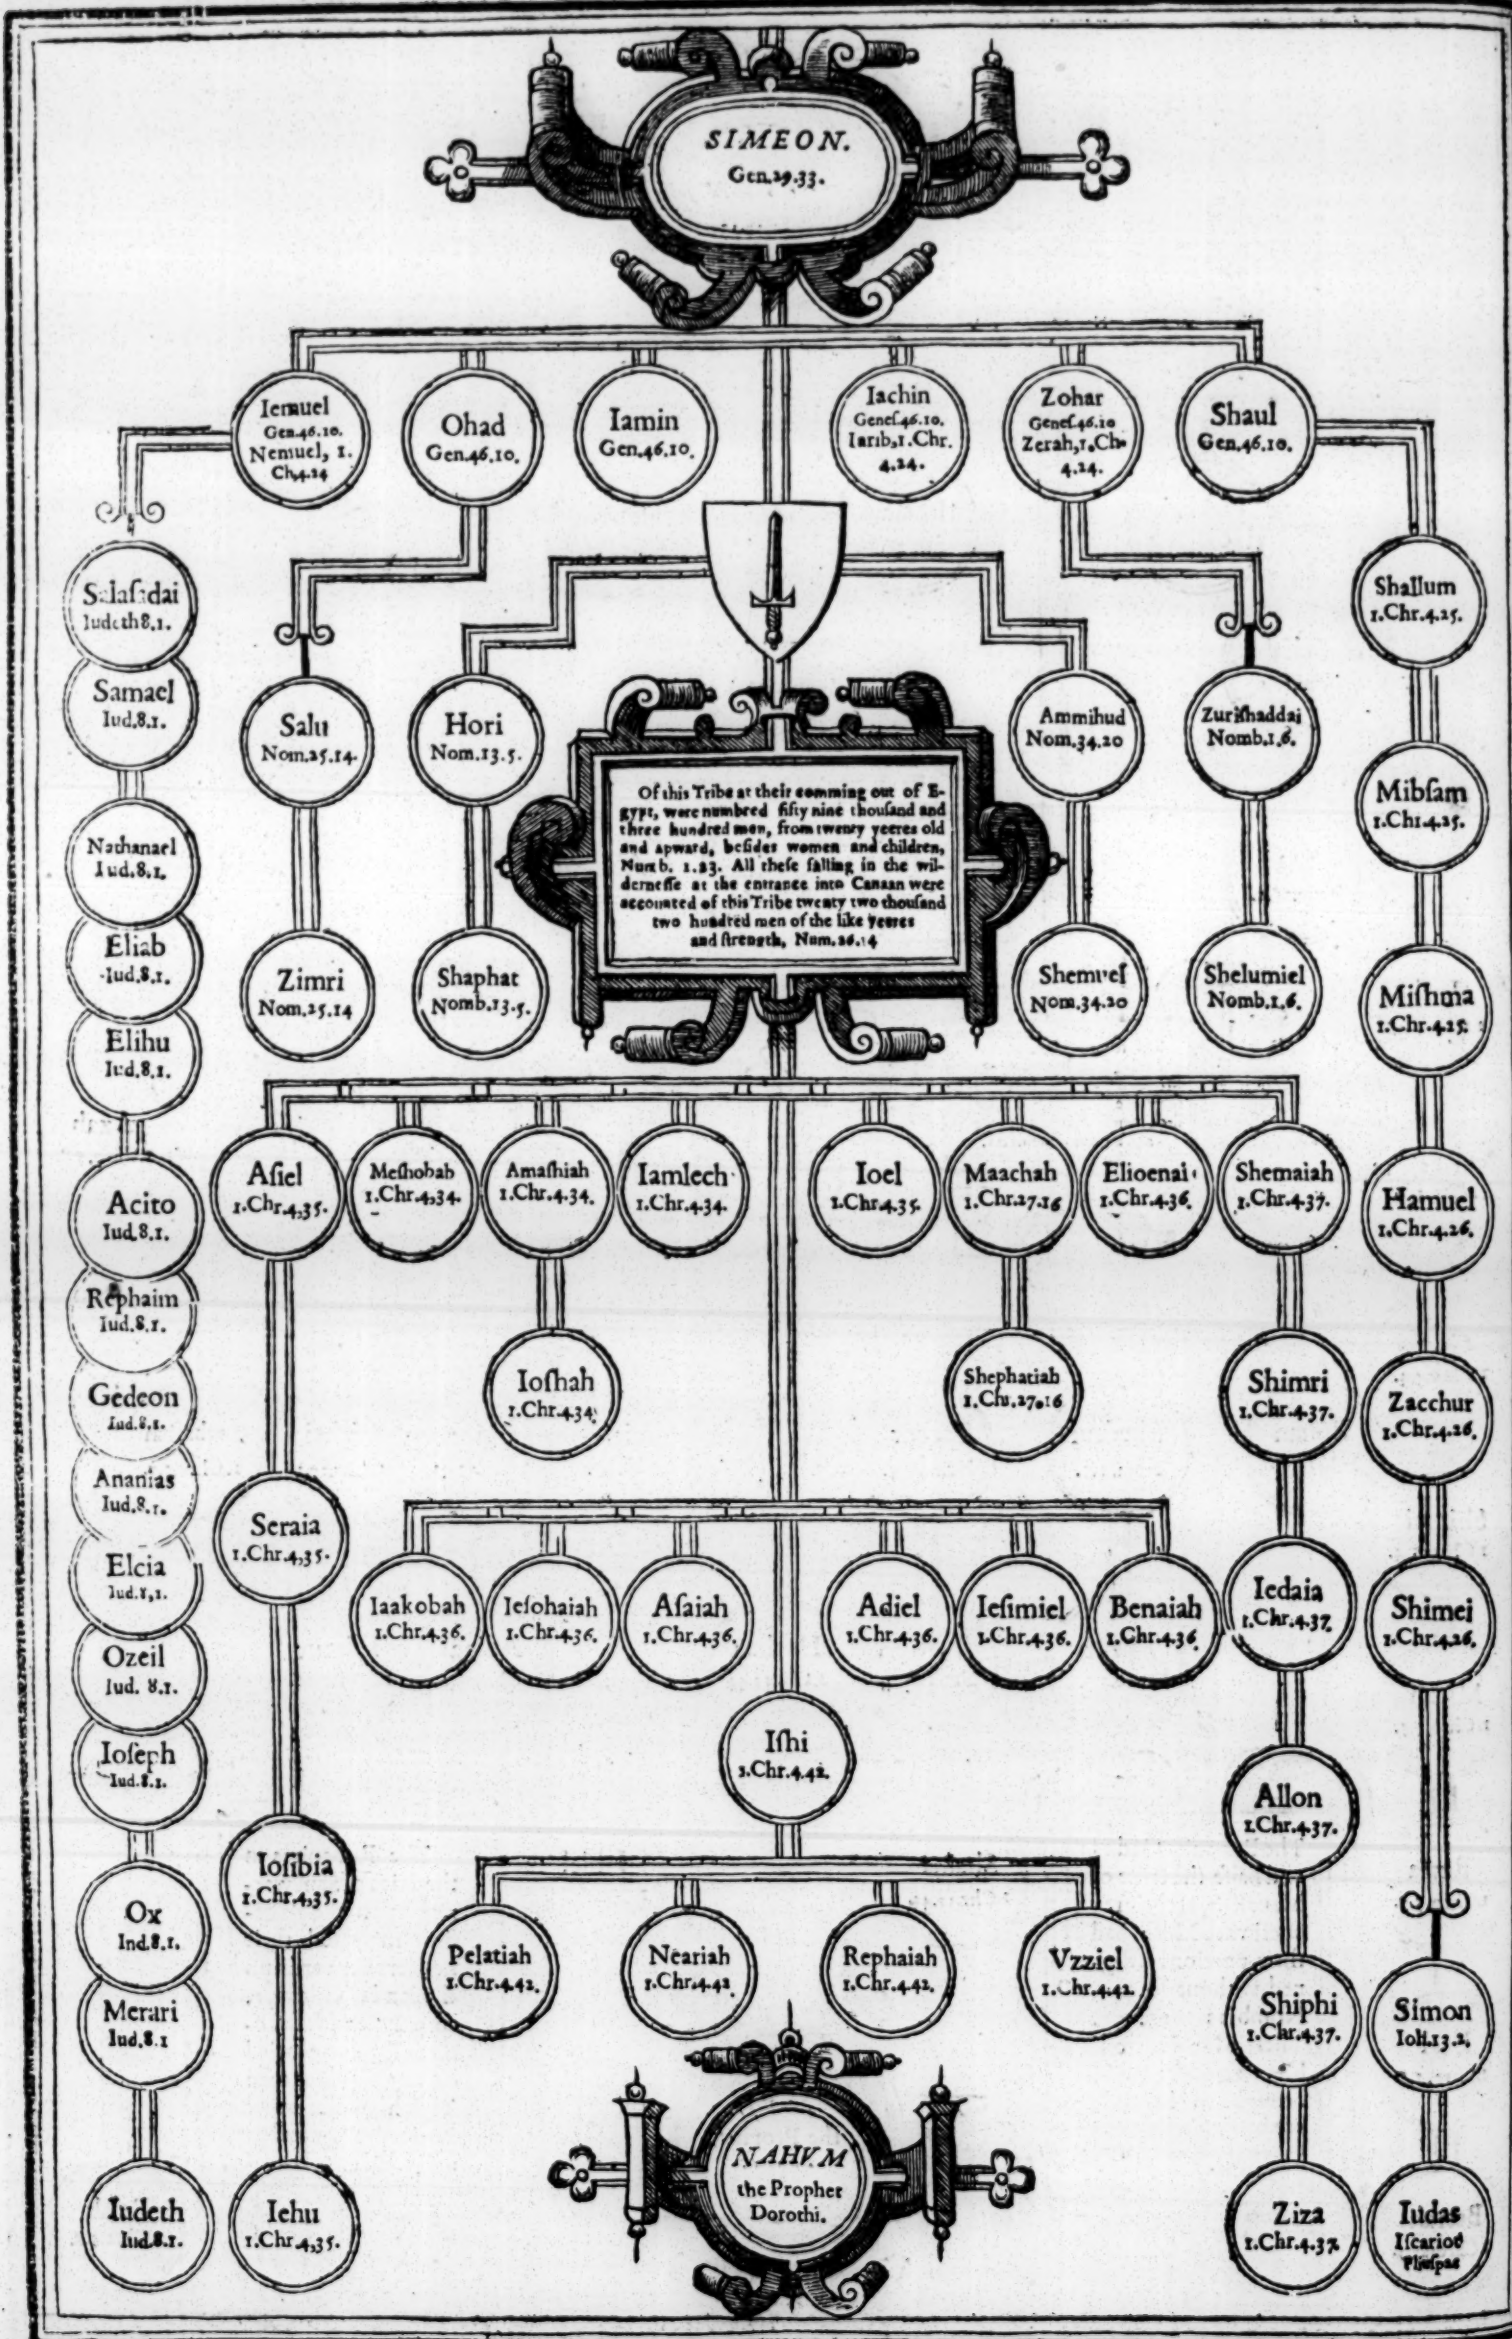 SIMEON.
Gen.29.33.
Iemuel
Gen.46.10.
Nemuel, 1.
Ch,4.24
Ohad
Gen.46.10.
Iamin
Gen.46.10.
Iachin
Geneſ.46.10.
Iarib,1.Chr.
4.24.
Zohar
Geneſ.46.10
Zerah,1.Ch.
4.24.
Shaul
Gen.46.10.
Salaſadai
Iudeth 8.1.
Samael
Iud.8.1.
Nathanael
Iud.8.1.
Eliab
Iud.8.1.
Elihu
Iud.8.1.
Acito
Iud.8.1.
Rephaim
Iud.8.1.
Gedeon
Iud.8.1.
Ananias
Iud.8.1.
Elcia
Iud.8,1.
Ozeil
Iud. 8.1.
Ioſeph
Iud.8.1.
Ox
Iud.8.1.
Merari
Iud.8.1
Iudeth
Iud.8.1.
Salu
Nom.25.14.
Zimri
Nom.25.14
Hori
Nom.13.5.
Shaphat
Nomb.13.5.
Of this Tribe at their comming out of E-
gypt, were numbred fifty nine thouſand and
three hundred men, from twenty yeeres old
and upward, beſides women and children,
Numb. 1.23. All theſe falling in the wil-
derneſſe at the entrance into Canaan were
accounted of this Tribe twenty two thouſand
two hundred men of the like yeeres
and ſtrength, Num.26.14
Ammihud
Nom.34.20
Shemuel
Nom.34.20
Zuriſhaddai
Nomb.1.6.
Shelumiel
Nomb.1.6.
Shallum
1.Chr.4.25.
Mibſam
1.Chr.4.25.
Miſhma
1.Chr.4.25.
Hamuel
1.Chr.4.26.
Zacchur
1.Chr.4.26.
Shimei
1.Chr.4.26.
Simon
Ioh.13.2.
Iudas
Iſcariot
Aſiel
1.Chr.4,35.
Meſhobab
1.Chr.4,34.
Amaſhiah
1.Chr.4.34.
Iamlech
1.Chr.4.34.
Ioel
1.Chr.4.35.
Maachah
1.Chr.27.16
Elioenai
1.Chr.4.36.
Shemaiah
1.Chr.4.37.
Ioſhah
1.Chr.4.34.
Shephatiah
1.Chr.27.16
Shimri
1.Chr.4.37.
Seraia
1.Chr.4,35.
Iaakobah
1.Chr.4.36.
Ieſohaiah
1.Chr.4.36.
Aſaiah
1.Chr.4.36.
Adiel
1.Chr.4.36.
Ieſimiel
1.Chr.4.36.
Benaiah
1.Chr.4.36.
Iedaia
1.Chr.4.37.
Iſhi
1.Chr.4.42.
Allon
1.Chr.4.37.
Ioſibia
1.Chr.4,35.
Pelatiah
1.Chr.4.42.
Neariah
1.Chr.4.42
Rephaiah
1.Chr.4.42.
Vzziel
1.Chr.4.42.
Shiphi
1.Chr.4.37.
Iehu
1.Chr.4,35.
NAHVM
the Prophet
Dorothi.
Ziza
1.Chr.4.37.